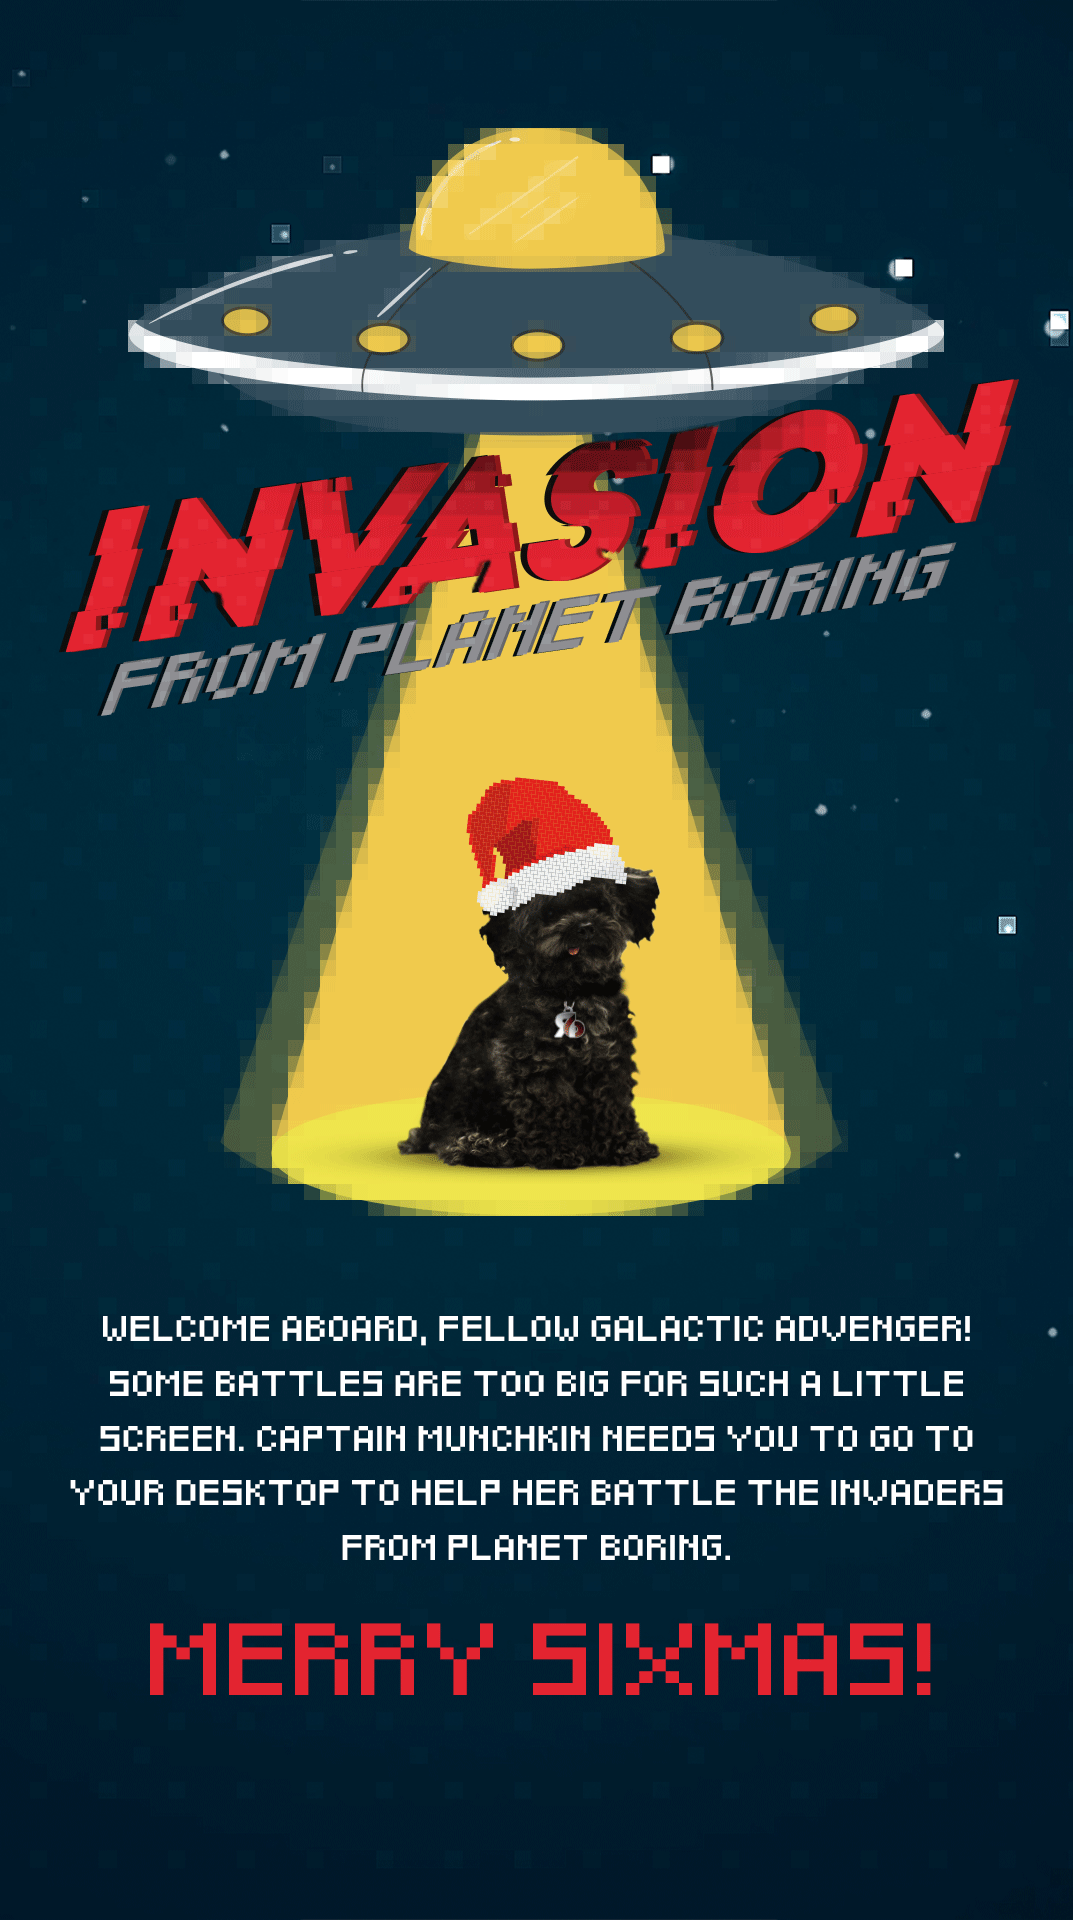 INVASION
FROM PLANET BORING
WELCOME ABOARD, FELLOW GALACTIC ADVENGER!
SOME BATTLES ARE TOO BIG FOR SUCH A LITTLE
SCREEN. CAPTAIN MUNCHKIN NEEDS YOU TO GO TO
YOUR DESKTOP TO HELP HER BATTLE THE INVADERS
FROM PLANET BORING.
MERRY SIXMAS!